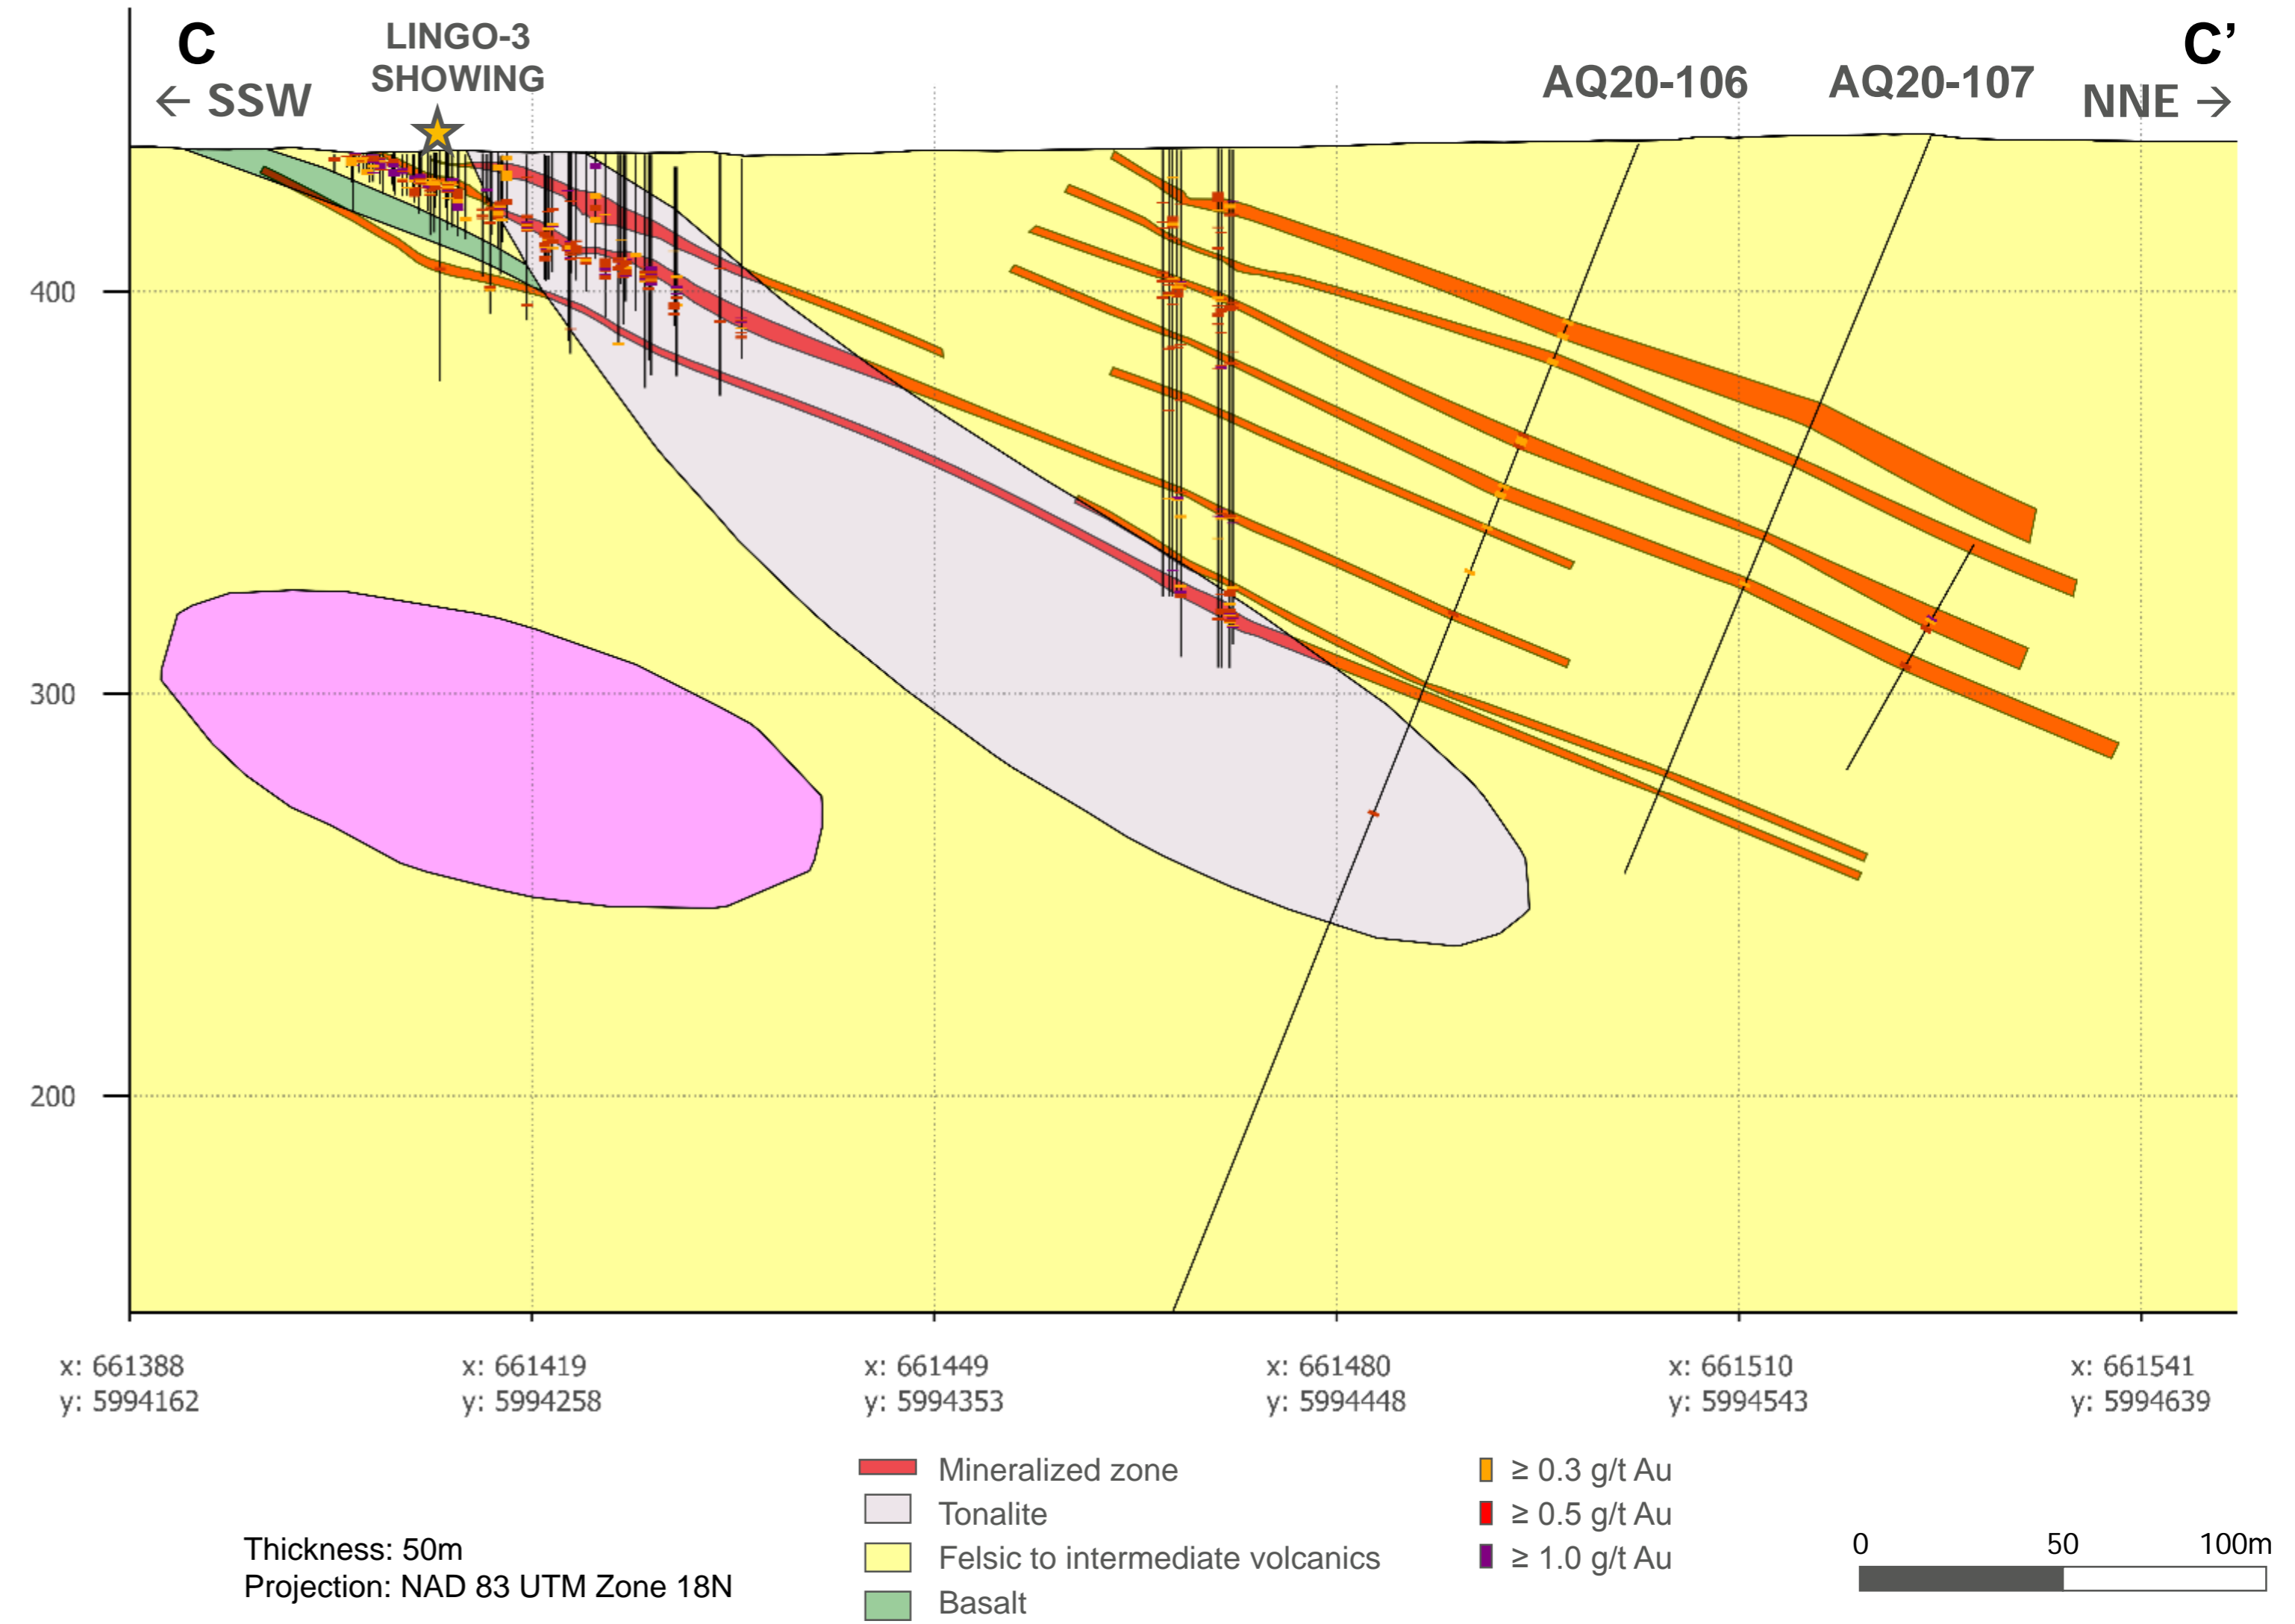 C
LINGO-3
SHOWING
← SSW
AQ20-106
AQ20-107
C’
NNE →
400
300
200
x: 661388
y: 5994162
x: 661419
y: 5994258
x: 661449
y: 5994353
x: 661480
y: 5994448
x: 661510
y: 5994543
x: 661541
y: 5994639
Mineralized zone
Tonalite
Felsic to intermediate volcanics
Basalt
≥ 0.3 g/t Au
≥ 0.5 g/t Au
≥ 1.0 g/t Au
Thickness: 50m
Projection: NAD 83 UTM Zone 18N
0 50 100m